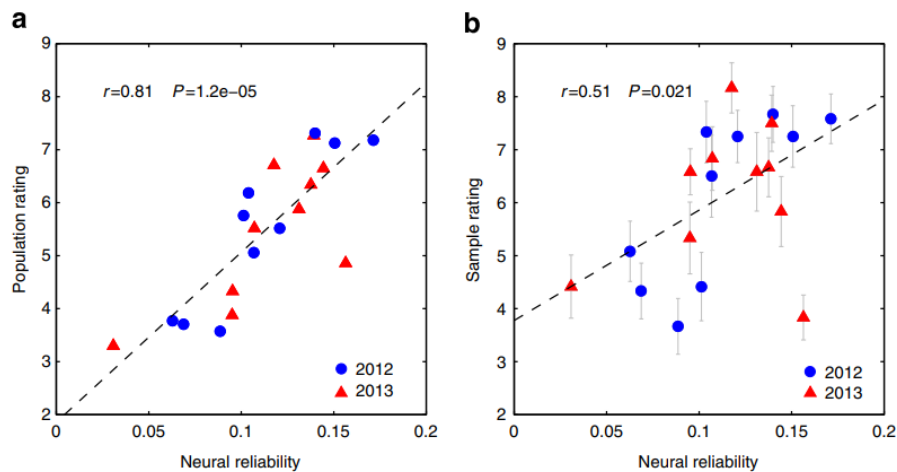 a
9
8
7
6
5
4
3
2
Population rating
r=0.81 P=1.2e−05
2012
2013
0 0.05 0.1 0.15 0.2
Neural reliability
b
9
8
7
6
5
4
3
2
Sample rating
r=0.51 P=0.021
2012
2013
0 0.05 0.1 0.15 0.2
Neural reliability